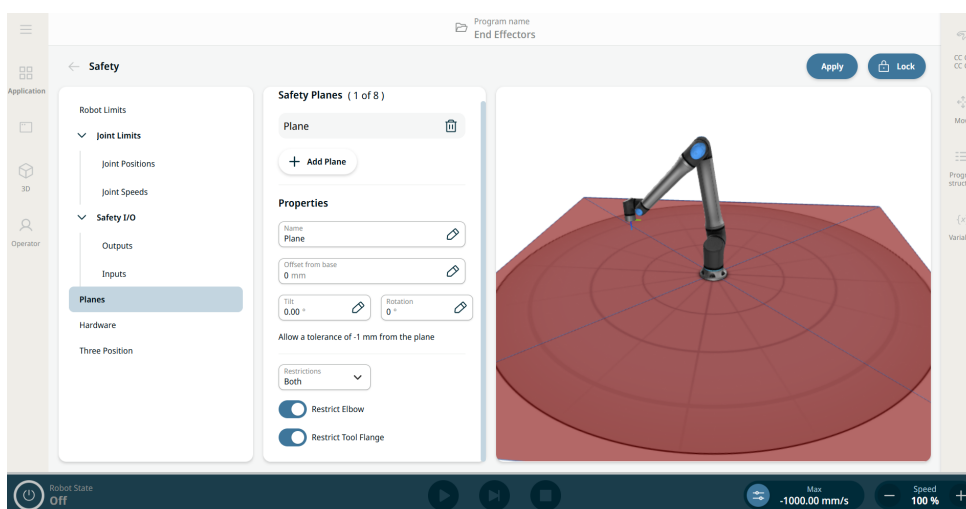 Program name
End Effectors
Application
3D
Operator
Safety
Apply
Lock
Robot Limits
Joint Limits
Joint Positions
Joint Speeds
Safety I/O
Outputs
Inputs
Planes
Hardware
Three Position
Safety Planes ( 1 of 8 )
Plane
Add Plane
Properties
Name
Plane
Offset from base
0 mm
Tilt
0.00 °
Rotation
0 °
Allow a tolerance of -1 mm from the plane
Restrictions
Both
Restrict Elbow
Restrict Tool Flange
CC
CC
Robot State
Off
Max
-1000.00 mm/s
Speed
100 %